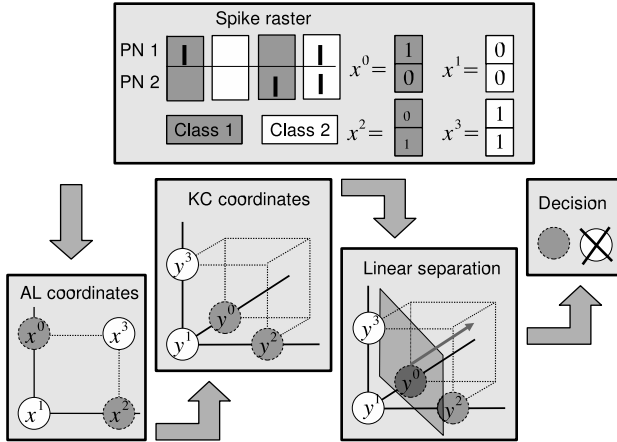 Spike raster
PN 1
PN 2
x⁰= 1 0
x¹= 0 0
Class 1
Class 2
x²= 0 1
x³= 1 1
KC coordinates
y³
y⁰
y¹
y²
Decision
AL coordinates
x⁰
x³
x¹
x²
Linear separation
y³
y⁰
y¹
y²